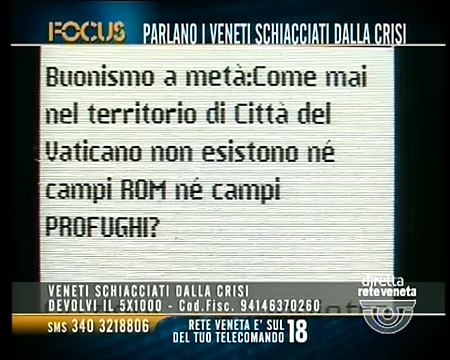 FOCUS PARLANO I VENETI SCHIACCIATI DALLA CRISI
Buonismo a metà:Come mai
nel territorio di Città del
Vaticano non esistono né
campi ROM né campi
PROFUGHI?
diretta
reteveneta
VENETI SCHIACCIATI DALLA CRISI
DEVOLVI IL 5X1000 - Cod.Fisc. 94146370260
SMS 340 3218806
RETE VENETA E' SUL
DEL TUO TELECOMANDO 18